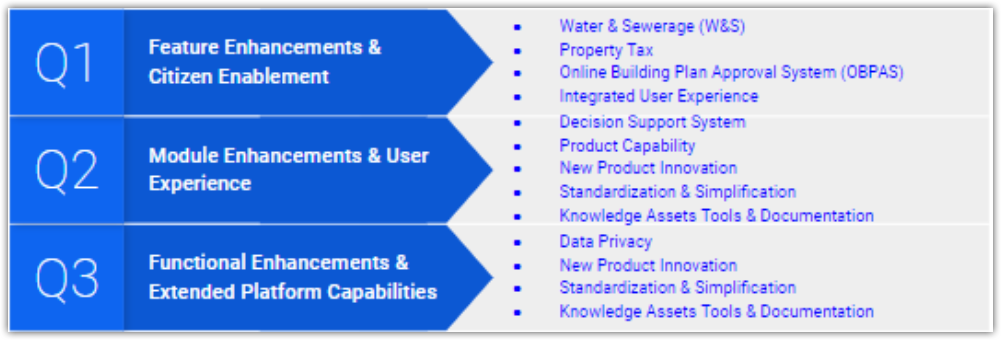 Q1
Feature Enhancements &
Citizen Enablement
Water & Sewerage (W&S)
Property Tax
Online Building Plan Approval System (OBPAS)
Integrated User Experience
Q2
Module Enhancements & User
Experience
Decision Support System
Product Capability
New Product Innovation
Standardization & Simplification
Knowledge Assets Tools & Documentation
Q3
Functional Enhancements &
Extended Platform Capabilities
Data Privacy
New Product Innovation
Standardization & Simplification
Knowledge Assets Tools & Documentation